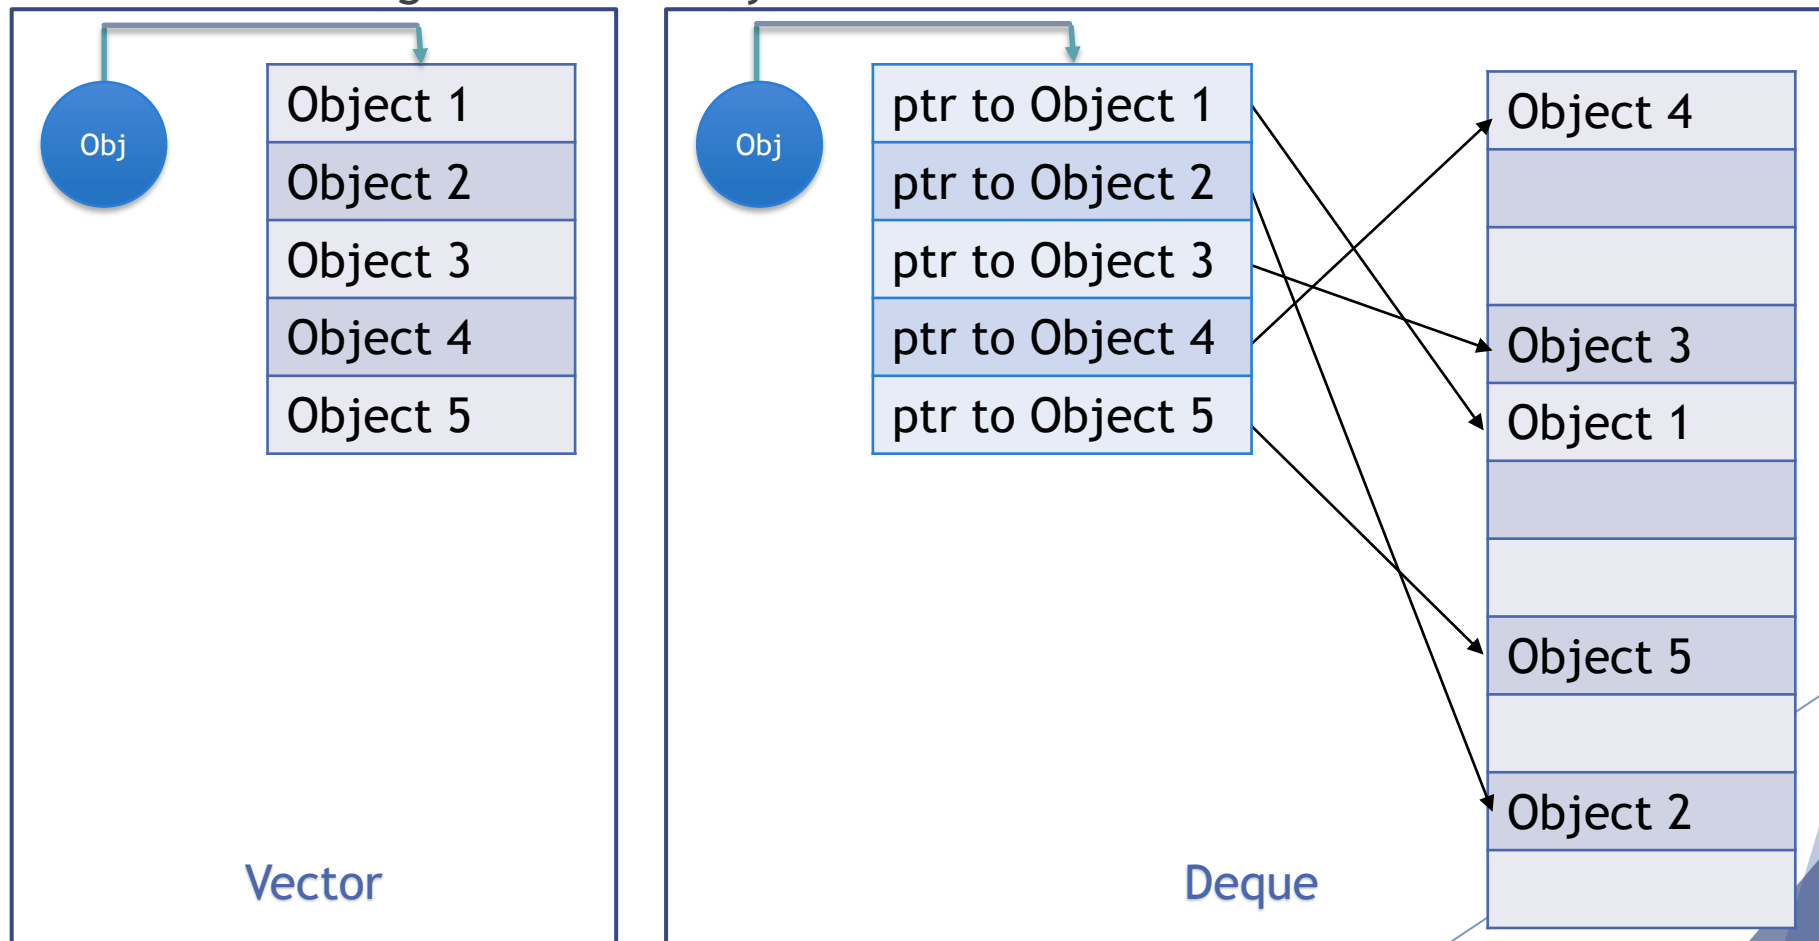 Obj
Object 1
Object 2
Object 3
Object 4
Object 5
Vector
Obj
ptr to Object 1
ptr to Object 2
ptr to Object 3
ptr to Object 4
ptr to Object 5
Object 4
Object 3
Object 1
Object 5
Object 2
Deque